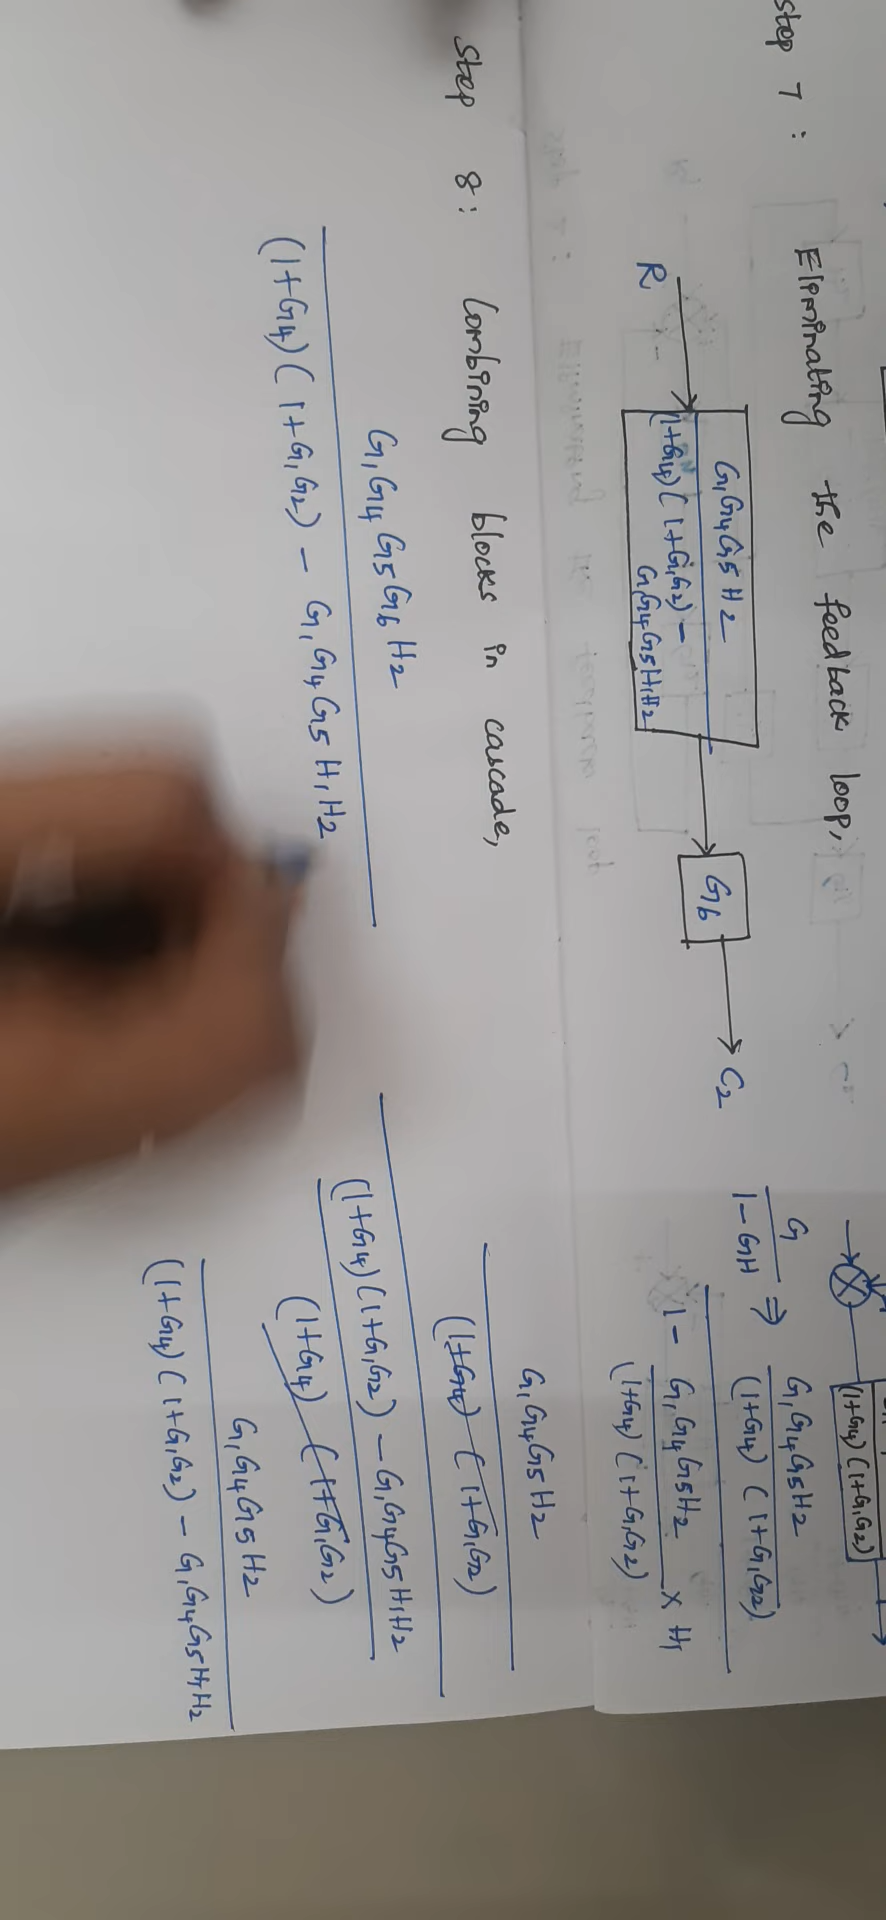 Step 7: Eleminating the feedback loop,
R
G1G4G5H2
(1+G4)(1+G1G2) -
G1G4G5H1H2
G6
C2
(1+G4)(1+G1G2)
G
1-GH
⇒
G1G4G5H2
(1+G4) (1+G1G2)
1- G1G4G5H2 × H1
(1+G4)(1+G1G2)
G1G4G5H2
(1+G4) (1+G1G2)
(1+G4)(1+G1G2) - G1G4G5H1H2
(1+G4) (1+G1G2)
G1G4G5H2
(1+G4)(1+G1G2) - G1G4G5H1H2
Step 8: Combining blocks in cascade,
G1G4G5G6H2
(1+G4)(1+G1G2) - G1G4G5H1H2